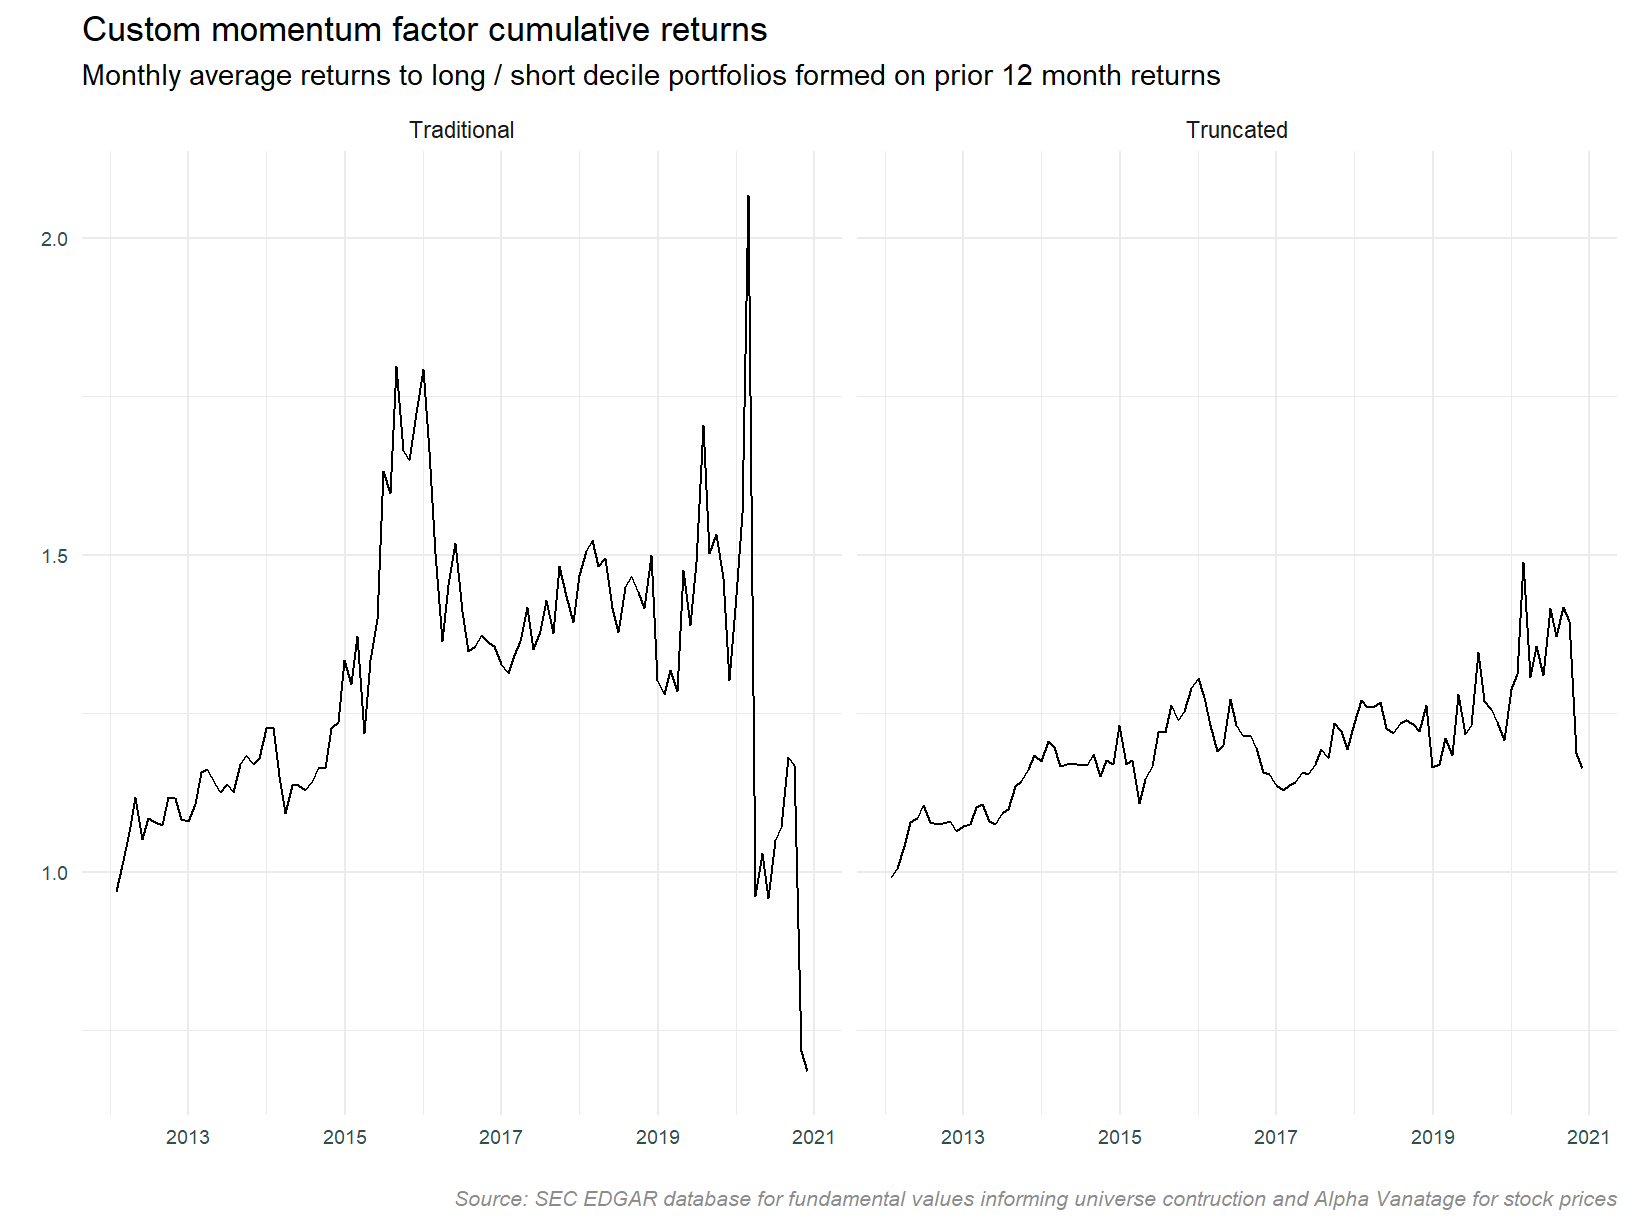 Custom momentum factor cumulative returns
Monthly average returns to long / short decile portfolios formed on prior 12 month returns
Traditional
Truncated
2.0
1.5
1.0
2013 2015 2017 2019 2021
2013 2015 2017 2019 2021
Source: SEC EDGAR database for fundamental values informing universe contruction and Alpha Vanatage for stock prices